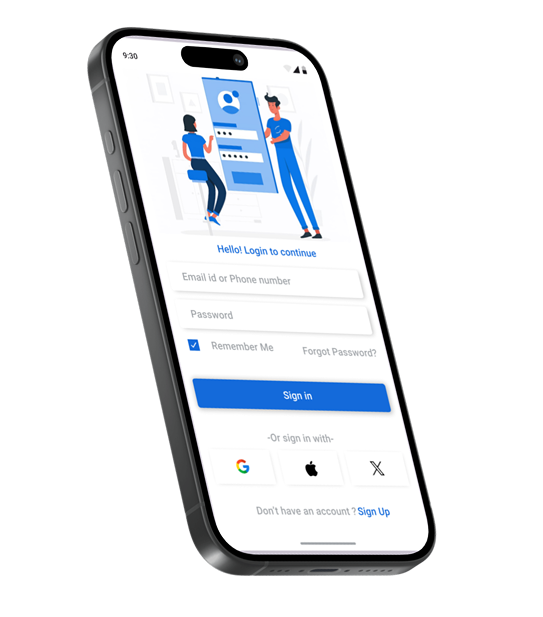 9:30
Hello! Login to continue
Email id or Phone number
Password
Remember Me Forgot Password?
Sign in
-Or sign in with-
Don't have an account ? Sign Up